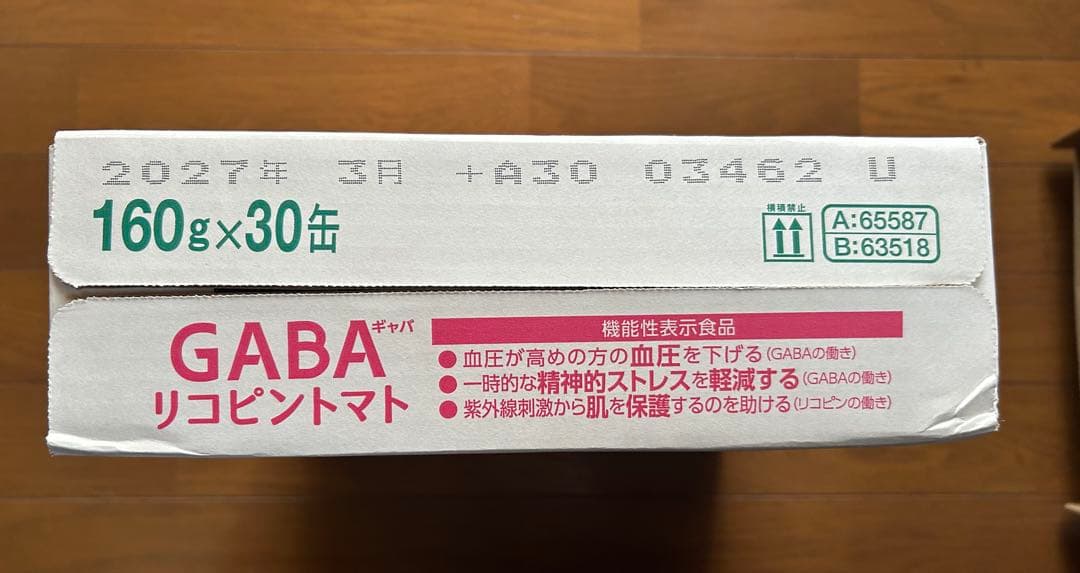 2027年 3月 +A30 03462 U
160g×30缶
横積禁止
A:65587
B:63518
GABAギャバ
リコピントマト
機能性表示食品
●血圧が高めの方の血圧を下げる(GABAの働き)
●一時的な精神的ストレスを軽減する(GABAの働き)
●紫外線刺激から肌を保護するのを助ける(リコピンの働き)